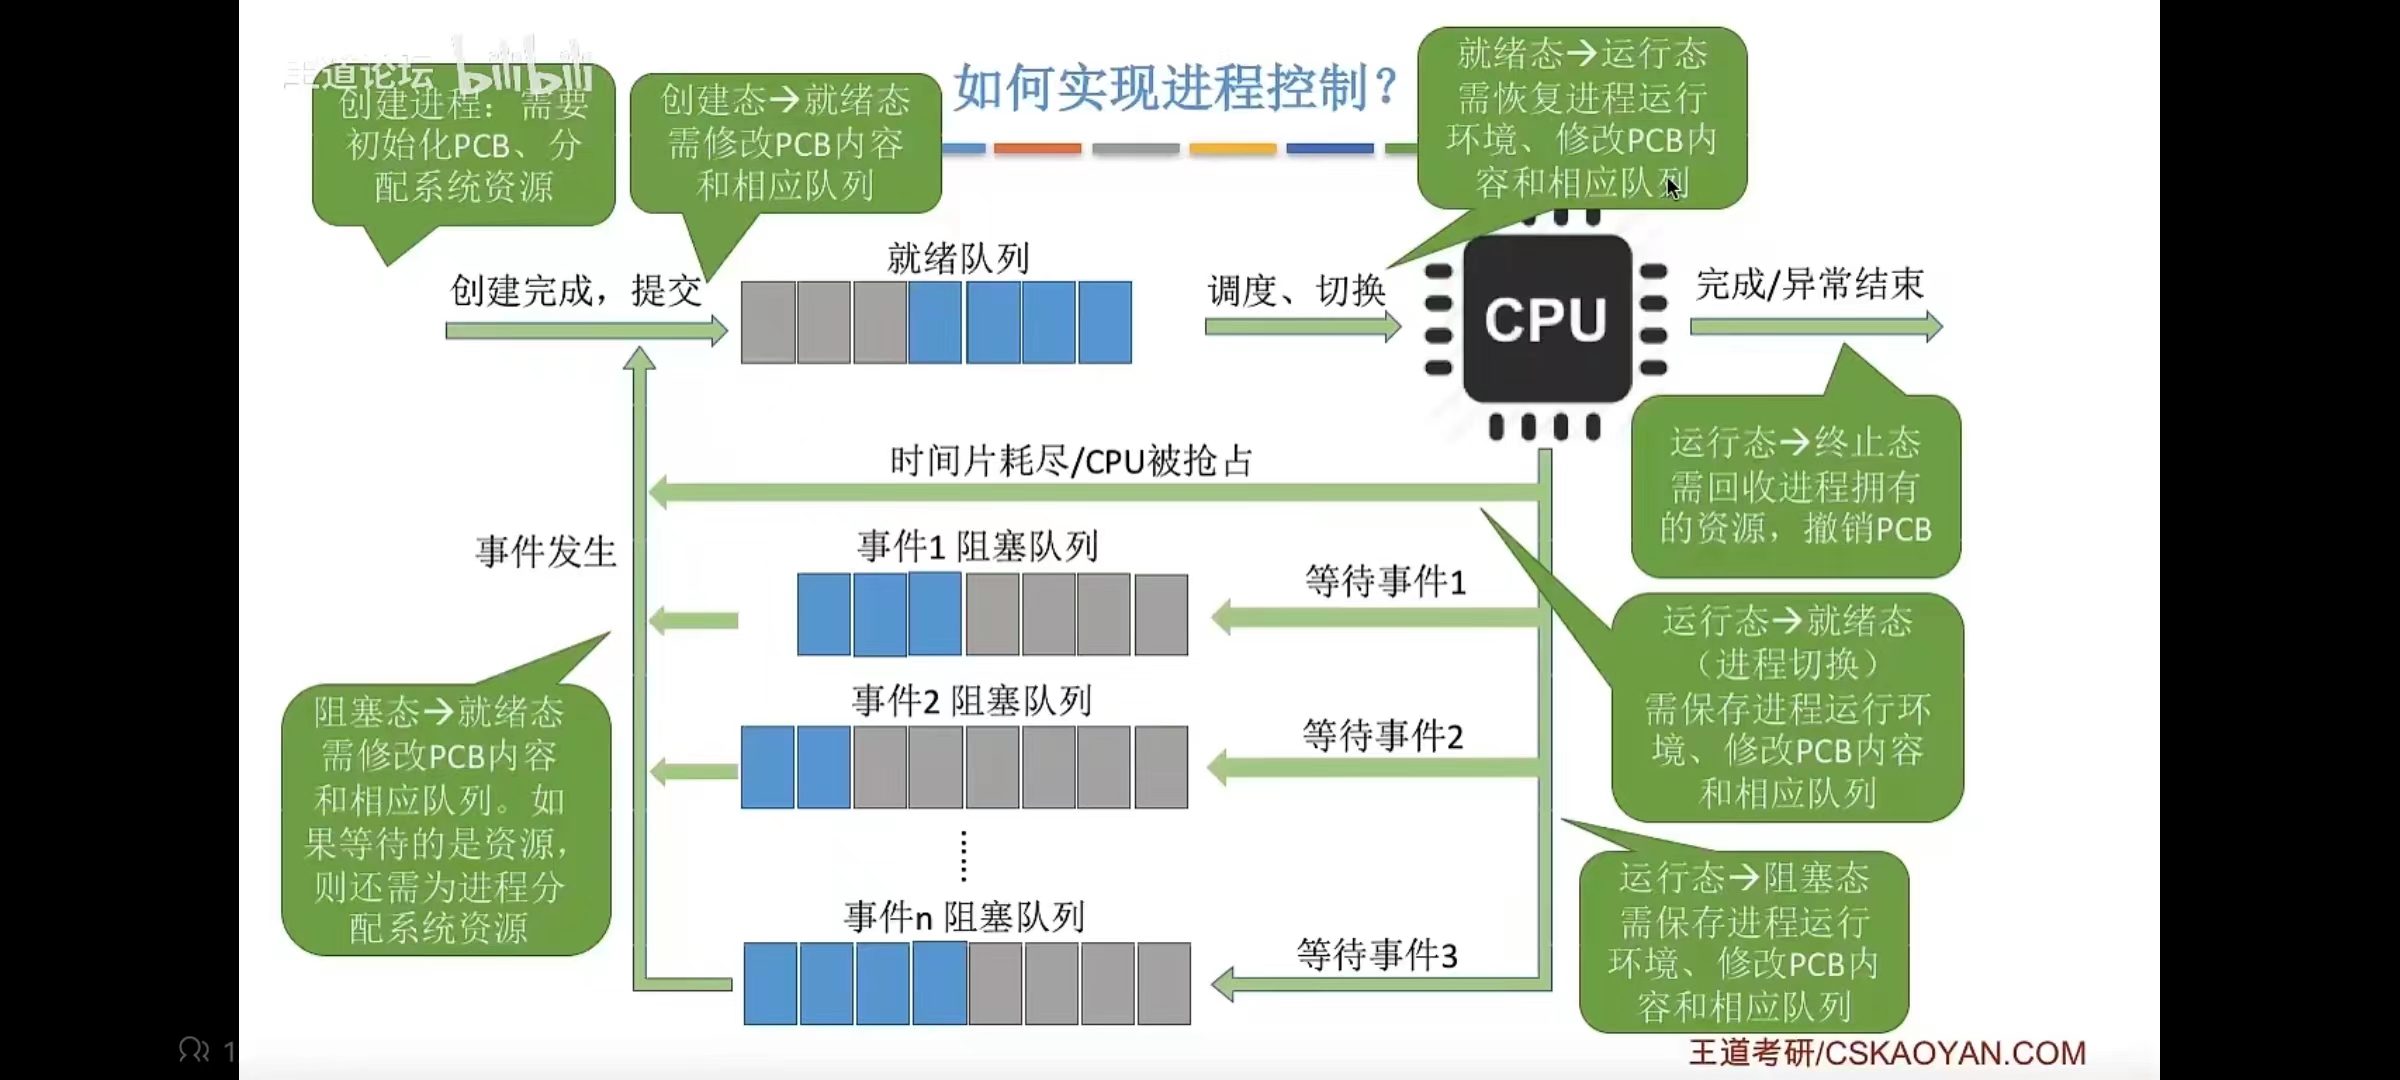 王道论坛 bilibili
创建进程：需要
初始化PCB、分
配系统资源
创建态→就绪态
需修改PCB内容
和相应队列
如何实现进程控制？
就绪态→运行态
需恢复进程运行
环境、修改PCB内
容和相应队列
就绪队列
创建完成，提交
调度、切换
CPU
完成/异常结束
运行态→终止态
需回收进程拥有
的资源，撤销PCB
时间片耗尽/CPU被抢占
事件发生
事件1 阻塞队列
等待事件1
运行态→就绪态
（进程切换）
需保存进程运行环
境、修改PCB内容
和相应队列
阻塞态→就绪态
需修改PCB内容
和相应队列。如
果等待的是资源，
则还需为进程分
配系统资源
事件2 阻塞队列
等待事件2
……
事件n 阻塞队列
等待事件3
运行态→阻塞态
需保存进程运行
环境、修改PCB内
容和相应队列
1
王道考研/CSKAOYAN.COM